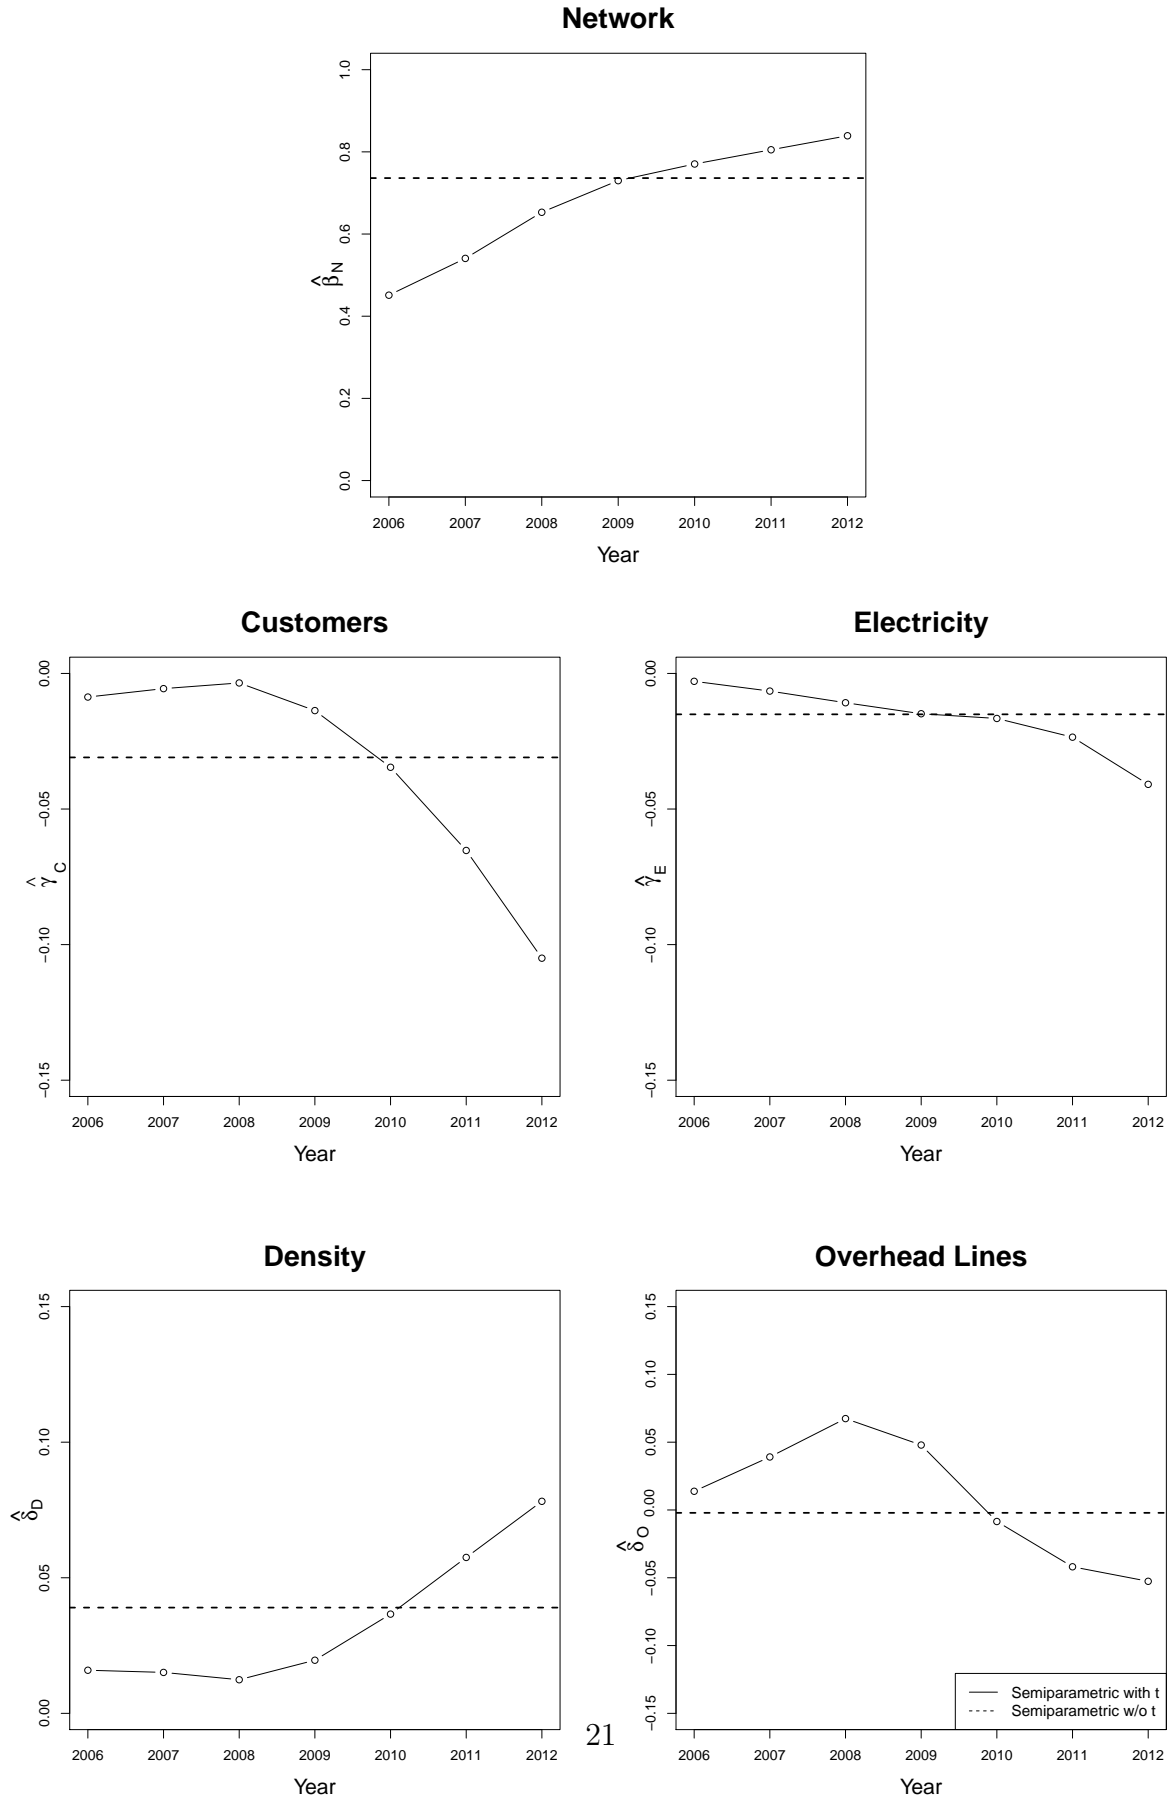 Network
1.0
0.8
0.6
0.4
0.2
0.0
β̂N
2006 2007 2008 2009 2010 2011 2012
Year
Customers
0.00
−0.05
−0.10
−0.15
γ̂C
2006 2007 2008 2009 2010 2011 2012
Year
Electricity
0.00
−0.05
−0.10
−0.15
γ̂E
2006 2007 2008 2009 2010 2011 2012
Year
Density
0.15
0.10
0.05
0.00
δ̂D
2006 2007 2008 2009 2010 2011 2012
Year
Overhead Lines
0.15
0.10
0.05
0.00
−0.05
−0.10
−0.15
δ̂O
Semiparametric with t
Semiparametric w/o t
2006 2007 2008 2009 2010 2011 2012
Year
21